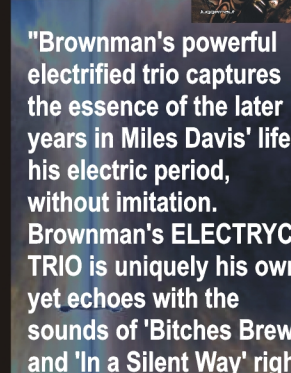 "Brownman's powerful
electrified trio captures
the essence of the later
years in Miles Davis' life
his electric period,
without imitation.
Brownman's ELECTRYC
TRIO is uniquely his own
yet echoes with the
sounds of 'Bitches Brew
and 'In a Silent Way' righ